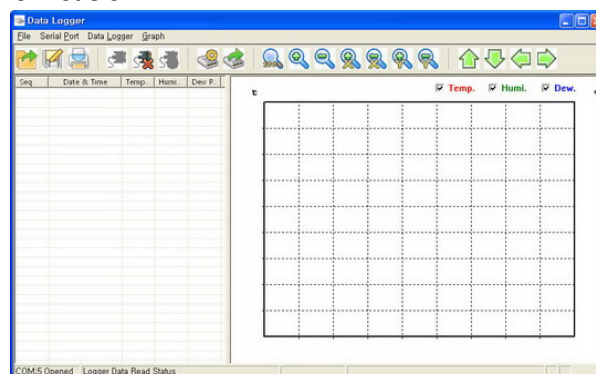 Data Logger
File Serial Port Data Logger Graph
Seq. Date & Time Temp.. Humi.. Dew P..
℃ Temp. Humi. Dew.
COM:5 Opened Logger Data Read Status